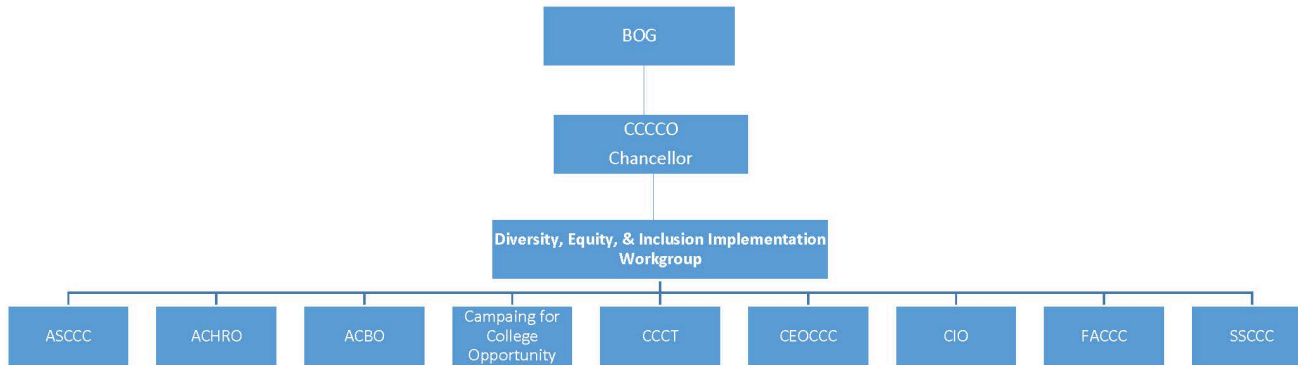 BOG
CCCCO
Chancellor
Diversity, Equity, & Inclusion Implementation
Workgroup
ASCCC
ACHRO
ACBO
Campaing for
College
Opportunity
CCCT
CEOCCC
CIO
FACCC
SSCCC